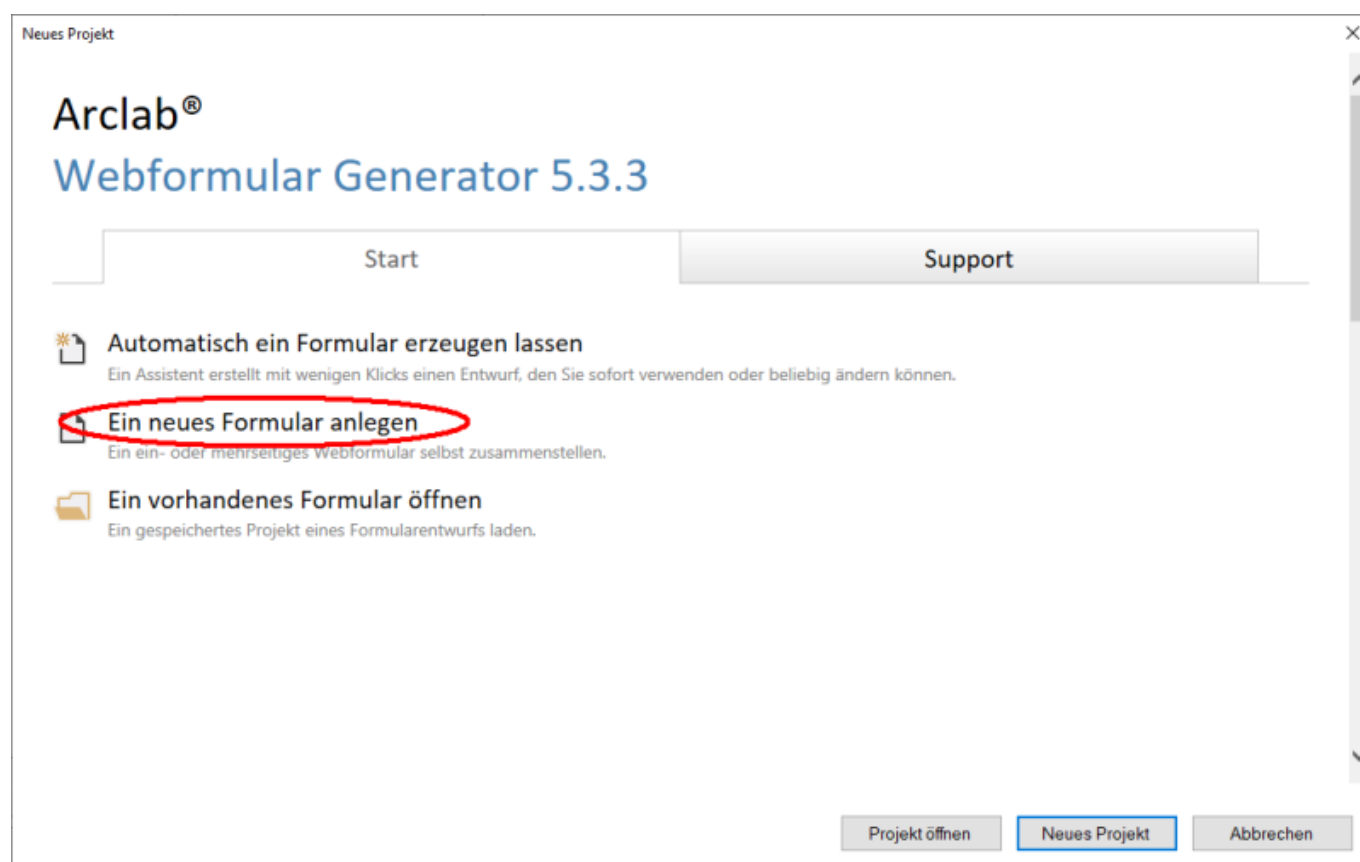 Neues Projekt
Arclab®
Webformular Generator 5.3.3
Start
Support
Automatisch ein Formular erzeugen lassen
Ein Assistent erstellt mit wenigen Klicks einen Entwurf, den Sie sofort verwenden oder beliebig ändern können.
Ein neues Formular anlegen
Ein ein- oder mehrseitiges Webformular selbst zusammenstellen.
Ein vorhandenes Formular öffnen
Ein gespeichertes Projekt eines Formularentwurfs laden.
Projekt öffnen
Neues Projekt
Abbrechen